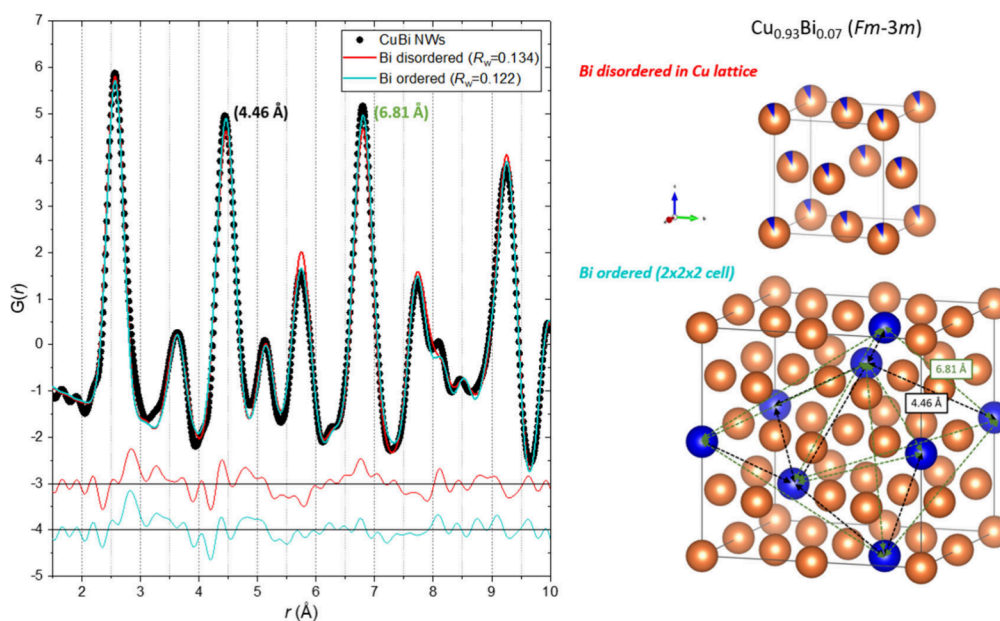 7
6
5
4
3
2
1
0
-1
-2
-3
-4
-5
G(r)
2
3
4
5
6
7
8
9
10
r (Å)
CuBi NWs
Bi disordered (Rw=0.134)
Bi ordered (Rw=0.122)
(4.46 Å)
(6.81 Å)
Cu0.93Bi0.07 (Fm-3m)
Bi disordered in Cu lattice
Bi ordered (2x2x2 cell)
6.81 Å
4.46 Å